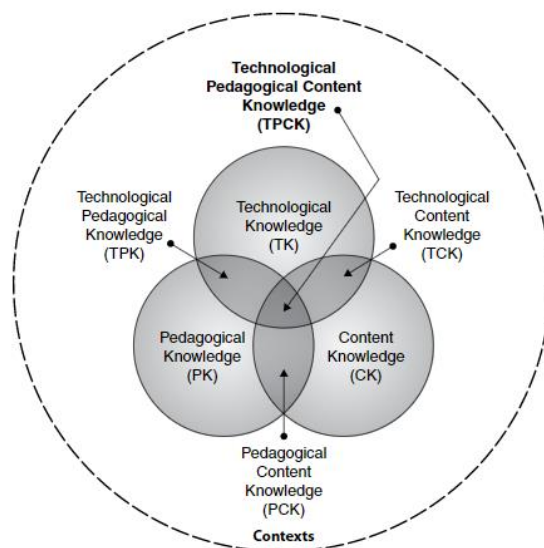 Technological
Pedagogical Content
Knowledge
(TPCK)
Technological
Pedagogical
Knowledge
(TPK)
Technological
Knowledge
(TK)
Technological
Content
Knowledge
(TCK)
Pedagogical
Knowledge
(PK)
Content
Knowledge
(CK)
Pedagogical
Content
Knowledge
(PCK)
Contexts